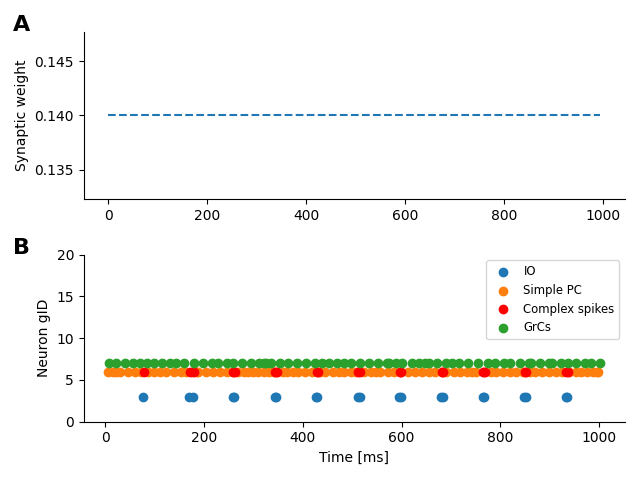 A
Synaptic weight
0.145
0.140
0.135
0 200 400 600 800 1000
B
Neuron gID
20
15
10
5
0
IO
Simple PC
Complex spikes
GrCs
0 200 400 600 800 1000
Time [ms]